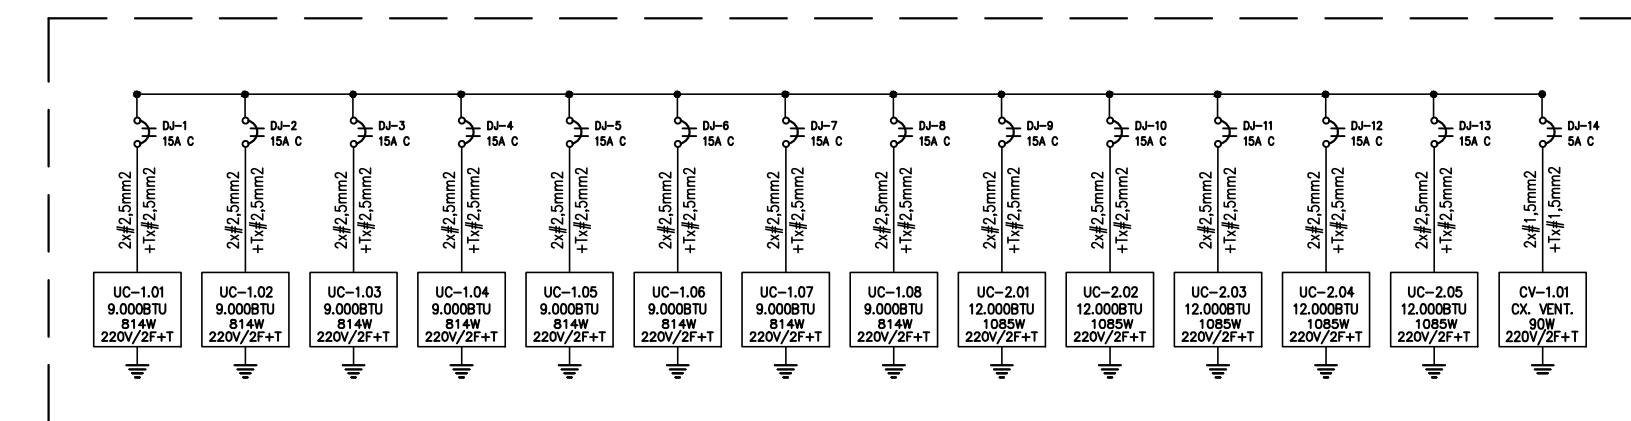 DJ-1
15A C
DJ-2
15A C
DJ-3
15A C
DJ-4
15A C
DJ-5
15A C
DJ-6
15A C
DJ-7
15A C
DJ-8
15A C
DJ-9
15A C
DJ-10
15A C
DJ-11
15A C
DJ-12
15A C
DJ-13
15A C
DJ-14
5A C
2x#2,5mm2
+Tx#2,5mm2
2x#2,5mm2
+Tx#2,5mm2
2x#2,5mm2
+Tx#2,5mm2
2x#2,5mm2
+Tx#2,5mm2
2x#2,5mm2
+Tx#2,5mm2
2x#2,5mm2
+Tx#2,5mm2
2x#2,5mm2
+Tx#2,5mm2
2x#2,5mm2
+Tx#2,5mm2
2x#2,5mm2
+Tx#2,5mm2
2x#2,5mm2
+Tx#2,5mm2
2x#2,5mm2
+Tx#2,5mm2
2x#2,5mm2
+Tx#2,5mm2
2x#2,5mm2
+Tx#2,5mm2
2x#1,5mm2
+Tx#1,5mm2
UC-1.01
9.000BTU
814W
220V/2F+T
UC-1.02
9.000BTU
814W
220V/2F+T
UC-1.03
9.000BTU
814W
220V/2F+T
UC-1.04
9.000BTU
814W
220V/2F+T
UC-1.05
9.000BTU
814W
220V/2F+T
UC-1.06
9.000BTU
814W
220V/2F+T
UC-1.07
9.000BTU
814W
220V/2F+T
UC-1.08
9.000BTU
814W
220V/2F+T
UC-2.01
12.000BTU
1085W
220V/2F+T
UC-2.02
12.000BTU
1085W
220V/2F+T
UC-2.03
12.000BTU
1085W
220V/2F+T
UC-2.04
12.000BTU
1085W
220V/2F+T
UC-2.05
12.000BTU
1085W
220V/2F+T
CV-1.01
CX. VENT.
90W
220V/2F+T